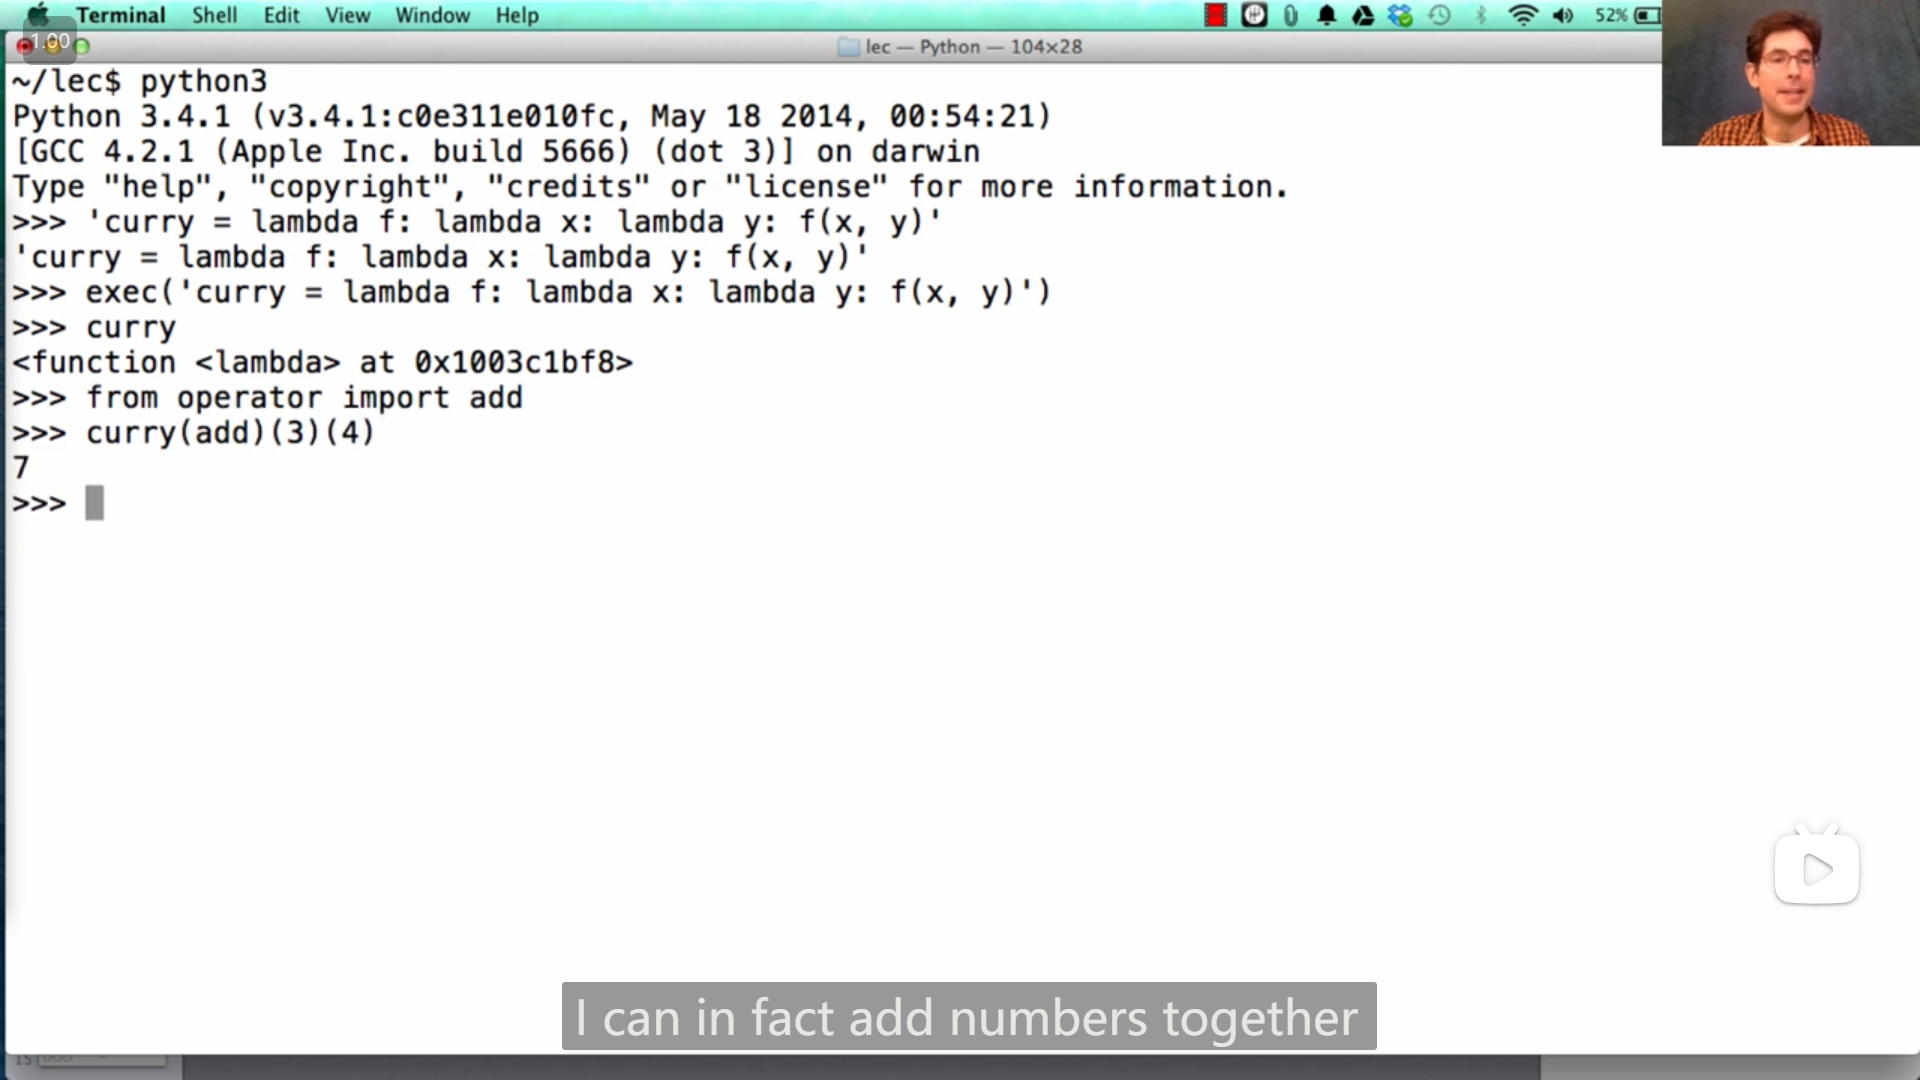 Terminal Shell Edit View Window Help 52%
1.00
lec — Python — 104×28
~/lec$ python3
Python 3.4.1 (v3.4.1:c0e311e010fc, May 18 2014, 00:54:21)
[GCC 4.2.1 (Apple Inc. build 5666) (dot 3)] on darwin
Type "help", "copyright", "credits" or "license" for more information.
>>> 'curry = lambda f: lambda x: lambda y: f(x, y)'
'curry = lambda f: lambda x: lambda y: f(x, y)'
>>> exec('curry = lambda f: lambda x: lambda y: f(x, y)')
>>> curry
<function <lambda> at 0x1003c1bf8>
>>> from operator import add
>>> curry(add)(3)(4)
7
>>>
I can in fact add numbers together